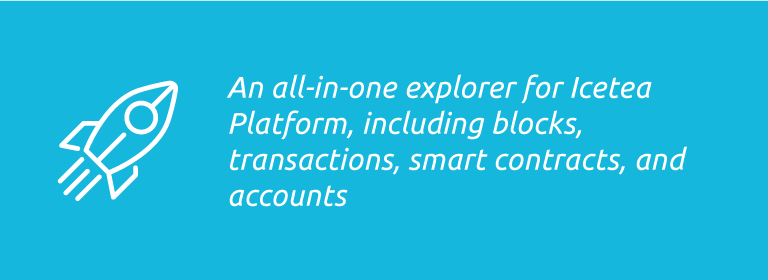 An all-in-one explorer for Icetea
Platform, including blocks,
transactions, smart contracts, and
accounts